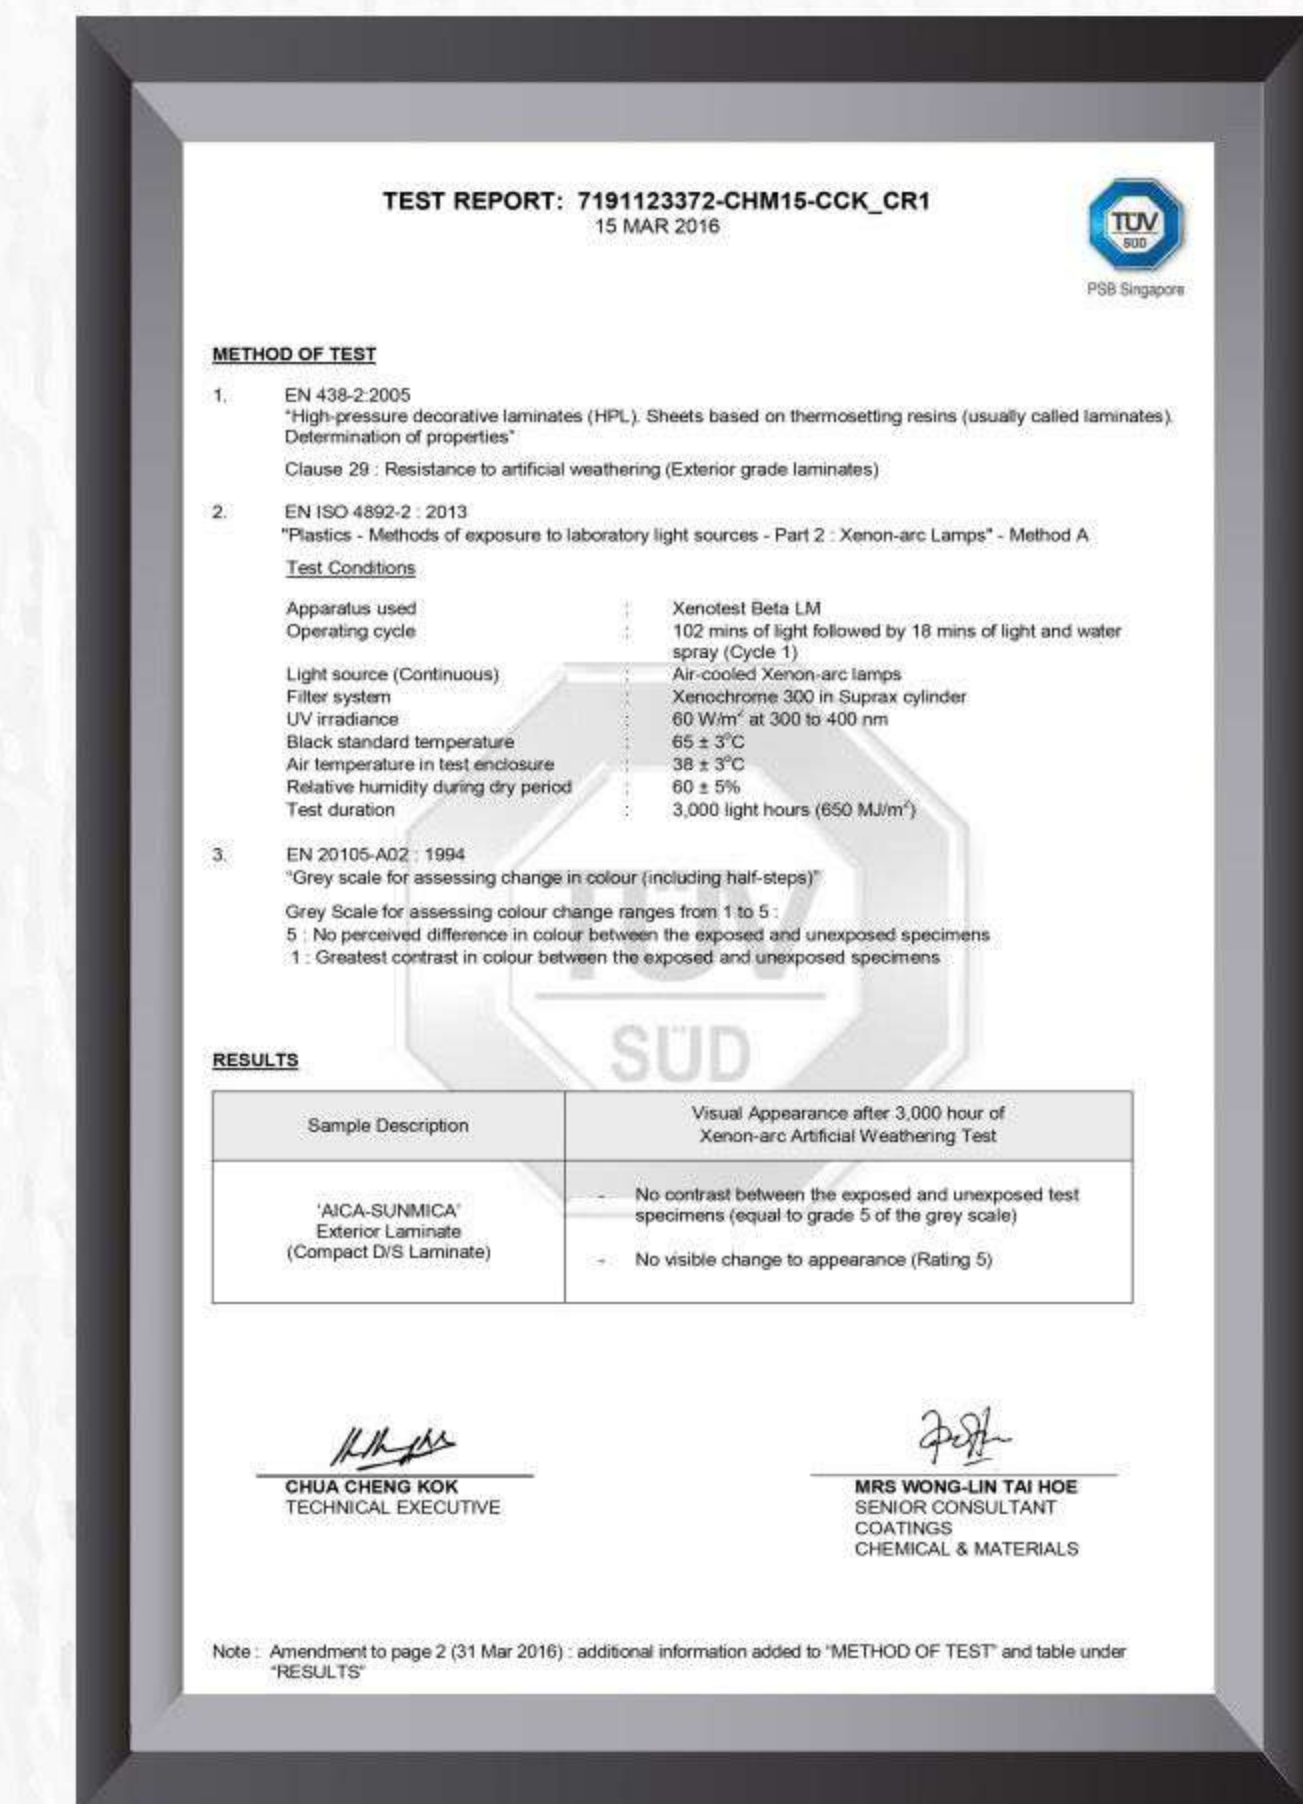 TEST REPORT: 7191123372-CHM15-CCK_CR1
15 MAR 2016
TÜV
SÜD
PSB Singapore
METHOD OF TEST
1. EN 438-2:2005
"High-pressure decorative laminates (HPL). Sheets based on thermosetting resins (usually called laminates).
Determination of properties"
Clause 29 : Resistance to artificial weathering (Exterior grade laminates)
2. EN ISO 4892-2 : 2013
"Plastics - Methods of exposure to laboratory light sources - Part 2 : Xenon-arc Lamps" - Method A
Test Conditions
Apparatus used : Xenotest Beta LM
Operating cycle : 102 mins of light followed by 18 mins of light and water
spray (Cycle 1)
Light source (Continuous) : Air-cooled Xenon-arc lamps
Filter system : Xenochrome 300 in Suprax cylinder
UV irradiance : 60 W/m² at 300 to 400 nm
Black standard temperature : 65 ± 3°C
Air temperature in test enclosure : 38 ± 3°C
Relative humidity during dry period : 60 ± 5%
Test duration : 3,000 light hours (650 MJ/m²)
3. EN 20105-A02 : 1994
"Grey scale for assessing change in colour (including half-steps)"
Grey Scale for assessing colour change ranges from 1 to 5 :
5 : No perceived difference in colour between the exposed and unexposed specimens
1 : Greatest contrast in colour between the exposed and unexposed specimens
TÜV
SÜD
RESULTS
Sample Description
Visual Appearance after 3,000 hour of
Xenon-arc Artificial Weathering Test
'AICA-SUNMICA'
Exterior Laminate
(Compact D/S Laminate)
- No contrast between the exposed and unexposed test
specimens (equal to grade 5 of the grey scale)
- No visible change to appearance (Rating 5)
CHUA CHENG KOK
TECHNICAL EXECUTIVE
MRS WONG-LIN TAI HOE
SENIOR CONSULTANT
COATINGS
CHEMICAL & MATERIALS
Note : Amendment to page 2 (31 Mar 2016) : additional information added to "METHOD OF TEST" and table under
"RESULTS"